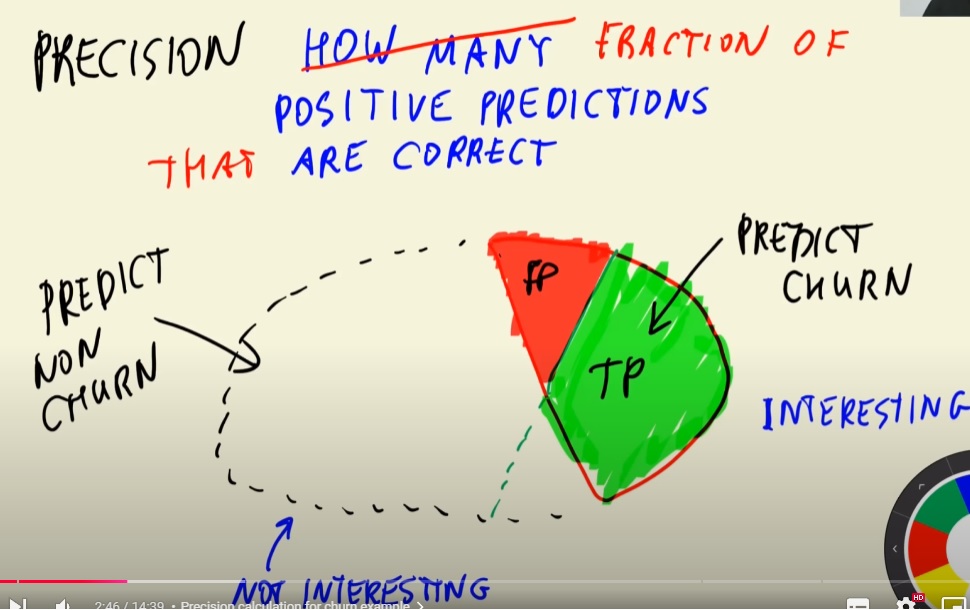 PRECISION HOW MANY FRACTION OF
POSITIVE PREDICTIONS
THAT ARE CORRECT
PREDICT
NON
CHURN
FP
TP
PREDICT
CHURN
INTERESTING
NOT INTERESTING
2:46 / 14:39 • Precision calculation for churn example
HD